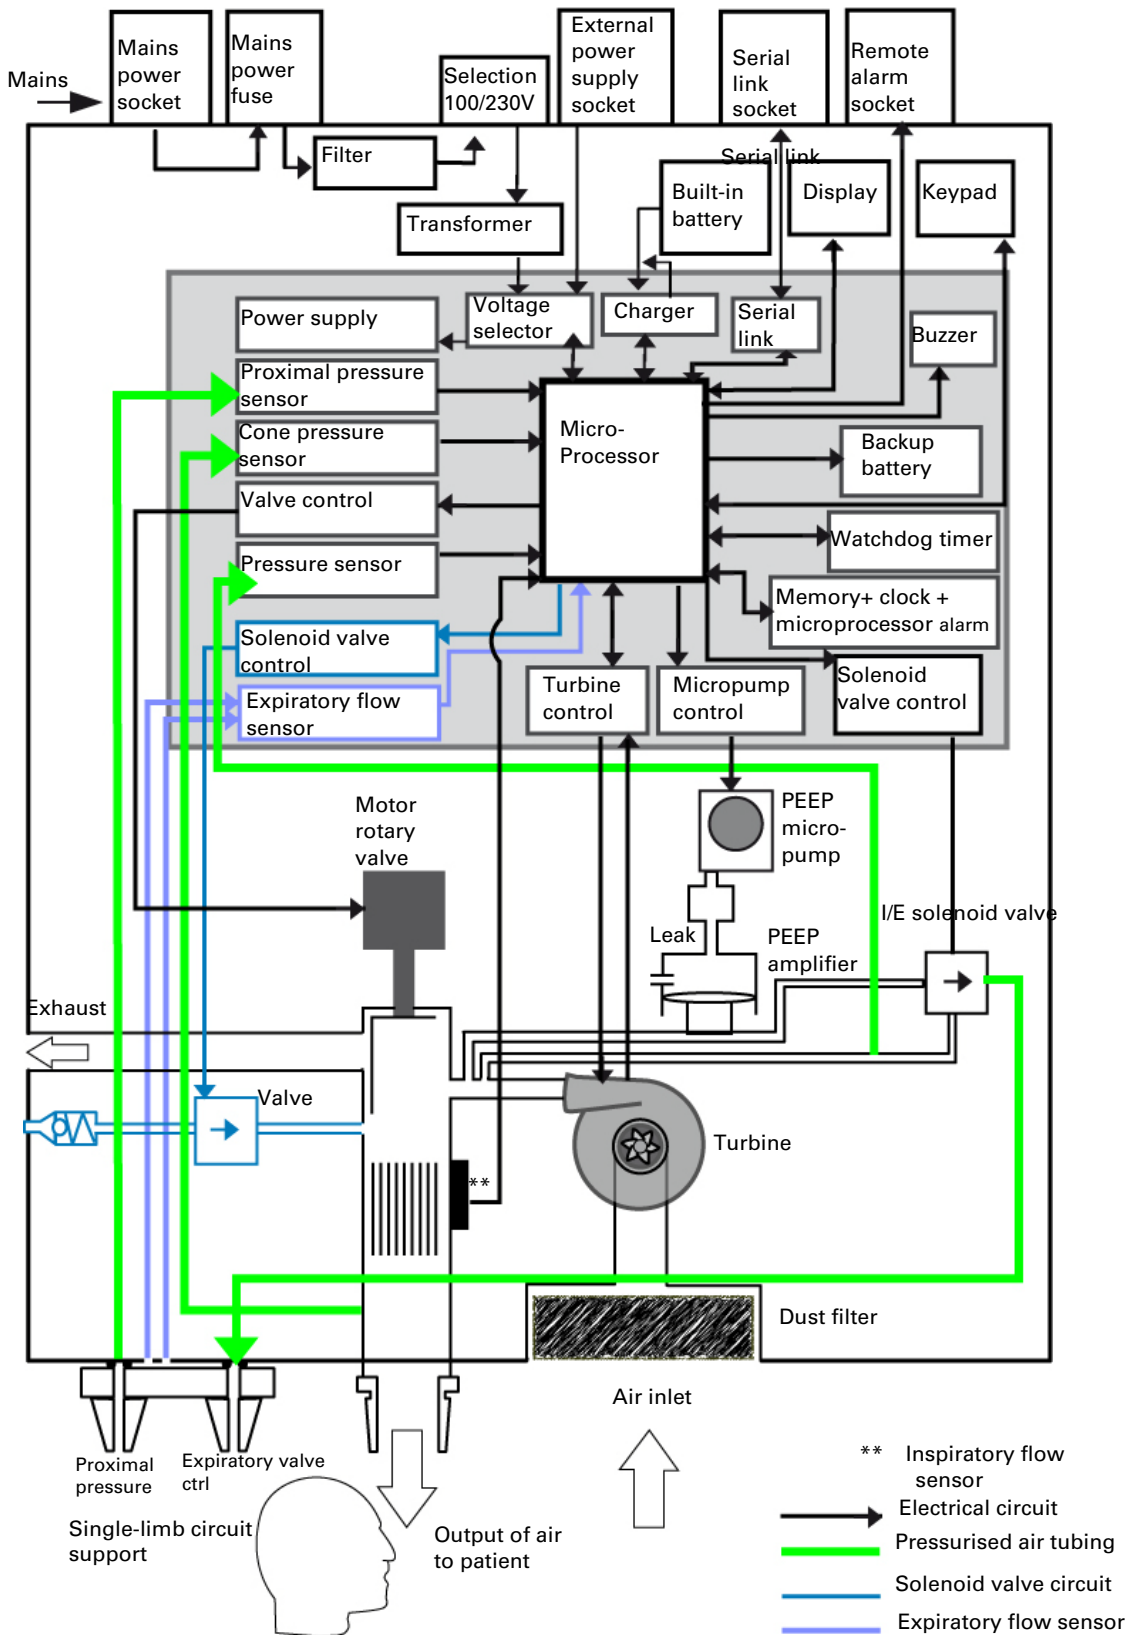 Mains
Mains
power
socket
Mains
power
fuse
Selection
100/230V
External
power
supply
socket
Serial
link
socket
Remote
alarm
socket
Filter
Serial link
Built-in
battery
Display
Keypad
Transformer
Power supply
Voltage
selector
Charger
Serial
link
Buzzer
Proximal pressure
sensor
Cone pressure
sensor
Micro-
Processor
Backup
battery
Valve control
Watchdog timer
Pressure sensor
Memory+ clock +
microprocessor alarm
Solenoid valve
control
Expiratory flow
sensor
Turbine
control
Micropump
control
Solenoid
valve control
Motor
rotary
valve
PEEP
micro-
pump
I/E solenoid valve
Leak
PEEP
amplifier
Exhaust
Valve
Turbine
**
Dust filter
Air inlet
Proximal
pressure
Expiratory valve
ctrl
Single-limb circuit
support
Output of air
to patient
** Inspiratory flow
sensor
Electrical circuit
Pressurised air tubing
Solenoid valve circuit
Expiratory flow sensor